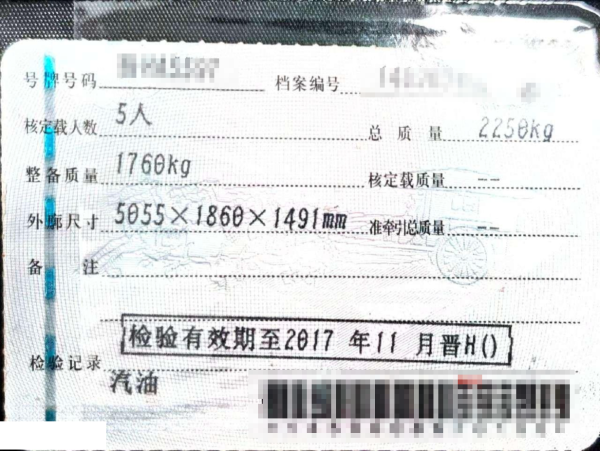 号牌号码 档案编号
核定载人数 5人 总质量 2250kg
整备质量 1760kg 核定载质量 --
外廓尺寸 5055×1860×1491mm 准牵引总质量 --
备注
检验有效期至2017 年11 月晋H()
检验记录
汽油